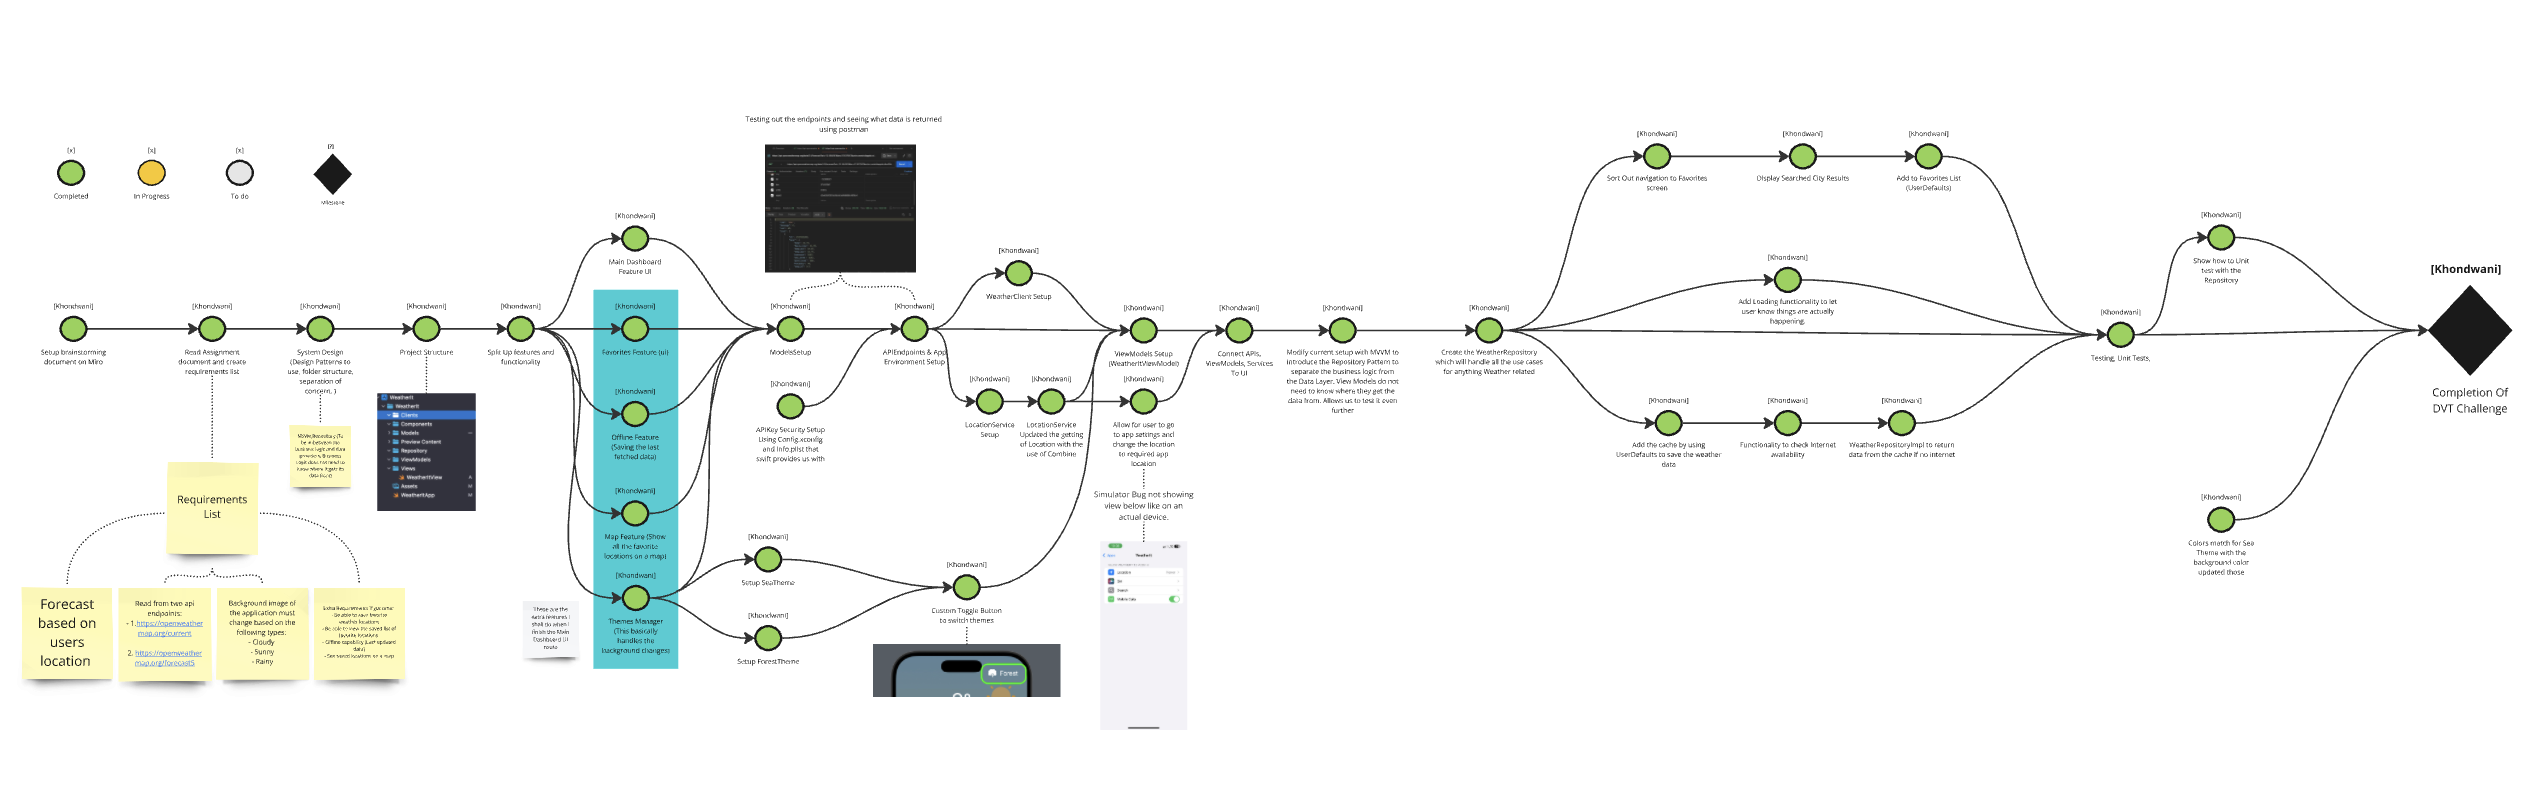 [x]
Completed
[x]
In Progress
[x]
To do
[?]
Milestone
[Khondwani]
Setup brainstorming
document on Miro
[Khondwani]
Read Assignment
document and create
requirements list
[Khondwani]
System Design
(Design Patterns to
use, folder structure,
separation of
concern, )
[Khondwani]
Project Structure
[Khondwani]
Split Up features and
functionality
Requirements
List
Forecast
based on
users
location
Read from two api
endpoints:
- 1.https://openweather
map.org/current
2. https://openweather
map.org/forecast5
Background image of
the application must
change based on the
following types:
- Cloudy
- Sunny
- Rainy
WeatherIt
WeatherIt
Clients
Components
Models
Preview Content
Repository
ViewModels
Views
WeatherItView
Assets
WeatherItApp
These are the
extra features I
shall do when I
finish the Main
Dashboard UI
route
[Khondwani]
Main Dashboard
Feature UI
[Khondwani]
Favorites Feature (ui)
[Khondwani]
Offline Feature
(Saving the last
fetched data)
[Khondwani]
Map Feature (Show
all the favorite
locations on a map)
[Khondwani]
Themes Manager
(This basically
handles the
background changes)
Testing out the endpoints and seeing what data is returned
using postman
[Khondwani]
ModelsSetup
[Khondwani]
APIKey Security Setup
Using Config.xconfig
and Info.plist that
swift provides us with
[Khondwani]
Setup SeaTheme
[Khondwani]
Setup ForestTheme
[Khondwani]
APIEndpoints & App
Environment Setup
[Khondwani]
Custom Toggle Button
to switch themes
Forest
[Khondwani]
WeatherClient Setup
[Khondwani]
LocationService
Setup
[Khondwani]
LocationService
Updated the getting
of Location with the
use of Combine
[Khondwani]
ViewModels Setup
(WeatherItViewModel)
[Khondwani]
Allow for user to go
to app settings and
change the location
to required app
location
Simulator Bug not showing
view below like on an
actual device.
WeatherIt
Location
Siri
Search
Mobile Data
[Khondwani]
Connect APIs,
ViewModels, Services
To UI
[Khondwani]
Modify current setup with MVVM to
introduce the Repository Pattern to
separate the business logic from
the Data Layer. View Models do not
need to know where they get the
data from. Allows us to test it even
further
[Khondwani]
Create the WeatherRepository
which will handle all the use cases
for anything Weather related
[Khondwani]
Sort Out navigation to Favorites
screen
[Khondwani]
Display Searched City Results
[Khondwani]
Add to Favorites List
(UserDefaults)
[Khondwani]
Add Loading functionality to let
user know things are actually
happening.
[Khondwani]
Add the cache by using
UserDefaults to save the weather
data
[Khondwani]
Functionality to check Internet
availability
[Khondwani]
WeatherRepositoryImpl to return
data from the cache if no internet
[Khondwani]
Testing, Unit Tests,
[Khondwani]
Show how to Unit
test with the
Repository
[Khondwani]
Colors match for Sea
Theme with the
background color
updated those
[Khondwani]
Completion Of
DVT Challenge